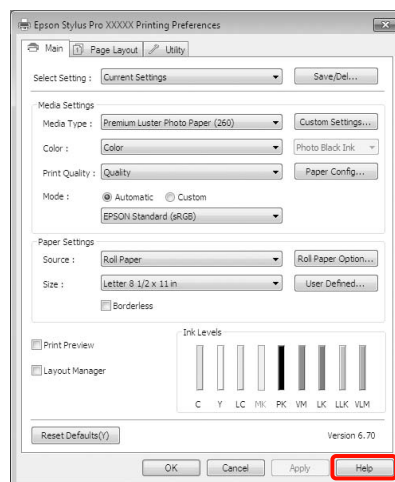 Epson Stylus Pro XXXXX Printing Preferences
Main Page Layout Utility
Select Setting : Current Settings Save/Del...
Media Settings
Media Type : Premium Luster Photo Paper (260) Custom Settings...
Color : Color Photo Black Ink
Print Quality : Quality Paper Config...
Mode : Automatic Custom
EPSON Standard (sRGB)
Paper Settings
Source : Roll Paper Roll Paper Option...
Size : Letter 8 1/2 x 11 in User Defined...
Borderless
Ink Levels
Print Preview
Layout Manager
C Y LC MK PK VM LK LLK VLM
Reset Defaults(Y) Version 6.70
OK Cancel Apply Help